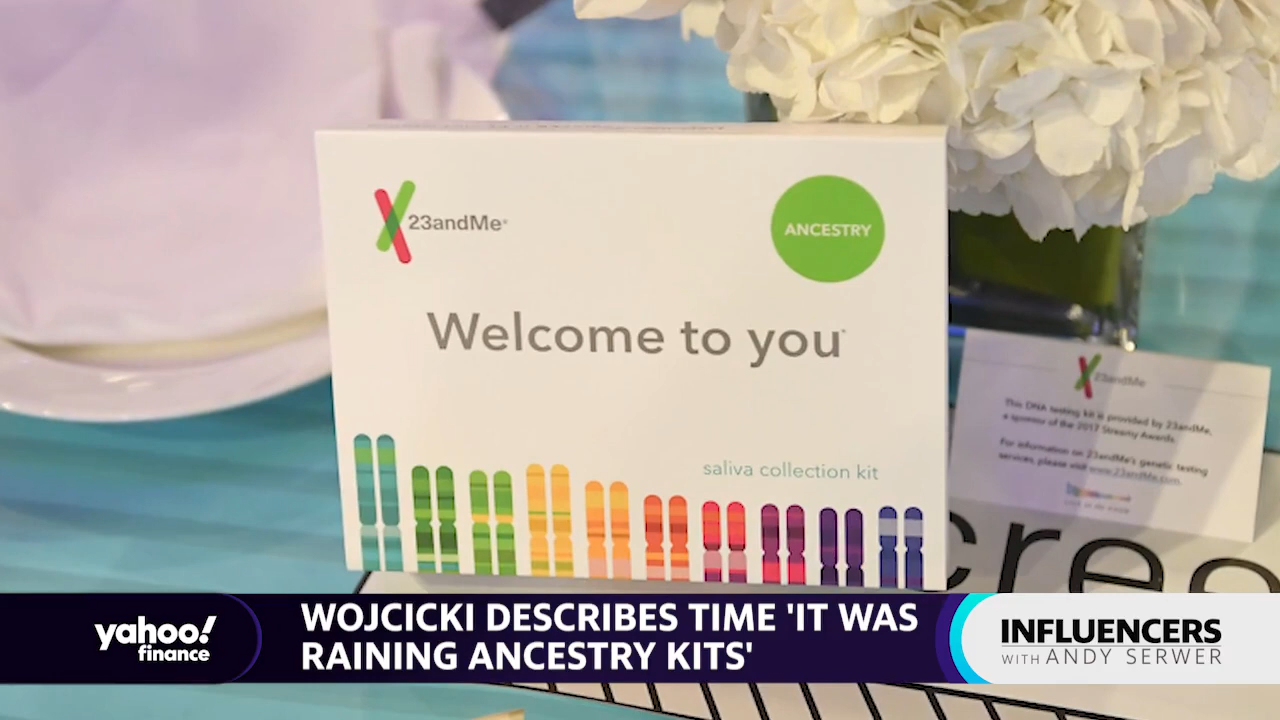 23andMe®
ANCESTRY
Welcome to you
saliva collection kit
23andMe
This DNA testing kit is provided by 23andMe,
a sponsor of the 2017 Streamy Awards.
For information on 23andMe's genetic testing
services, please visit www.23andMe.com.
crea
yahoo!
finance
WOJCICKI DESCRIBES TIME 'IT WAS
RAINING ANCESTRY KITS'
INFLUENCERS
WITH ANDY SERWER